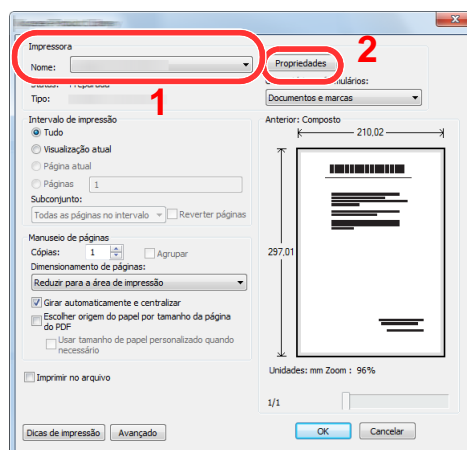 Impressora
2
Nome:
Propriedades
Status: Preparada
Tipo:
1
Documentos e marcas
Intervalo de impressão
Tudo
Visualização atual
Página atual
Páginas 1
Subconjunto:
Todas as páginas no intervalo Reverter páginas
Manuseio de páginas
Cópias: 1 Agrupar
Dimensionamento de páginas:
Reduzir para a área de impressão
Girar automaticamente e centralizar
Escolher origem do papel por tamanho da página
do PDF
Usar tamanho de papel personalizado quando
necessário
Imprimir no arquivo
Anterior: Composto
210,02
297,01
Unidades: mm Zoom : 96%
1/1
Dicas de impressão Avançado OK Cancelar